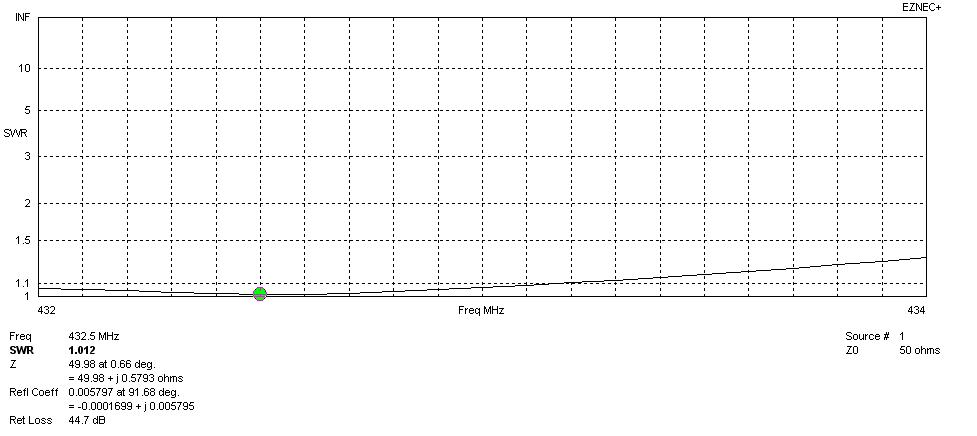 EZNEC+
INF
10
5
SWR
3
2
1.5
1.1
1
432 Freq MHz 434
Freq 432.5 MHz Source # 1
SWR 1.012 Z0 50 ohms
Z 49.98 at 0.66 deg.
= 49.98 + j 0.5793 ohms
Refl Coeff 0.005797 at 91.68 deg.
= -0.0001699 + j 0.005795
Ret Loss 44.7 dB